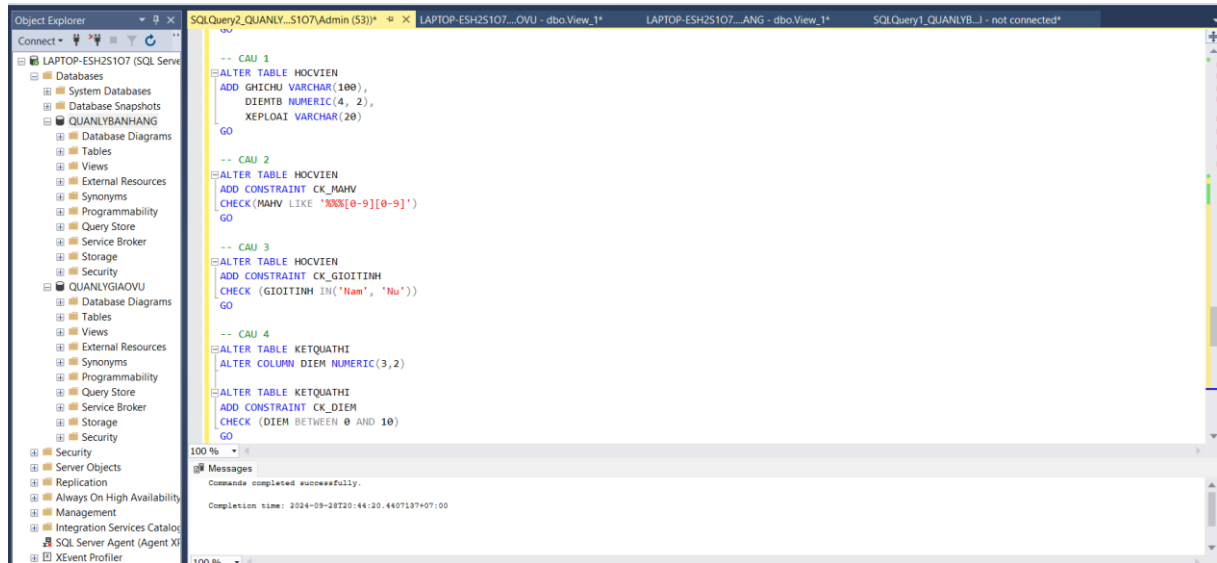 Object Explorer
SQLQuery2_QUANLY...S1O7\Admin (53))*
LAPTOP-ESH2S1O7....OVU - dbo.View_1*
LAPTOP-ESH2S1O7....ANG - dbo.View_1*
SQLQuery1_QUANLYB...I - not connected*
Connect
LAPTOP-ESH2S1O7 (SQL Serve
Databases
System Databases
Database Snapshots
QUANLYBANHANG
Database Diagrams
Tables
Views
External Resources
Synonyms
Programmability
Query Store
Service Broker
Storage
Security
QUANLYGIAOVU
Database Diagrams
Tables
Views
External Resources
Synonyms
Programmability
Query Store
Service Broker
Storage
Security
Security
Server Objects
Replication
Always On High Availability
Management
Integration Services Catalog
SQL Server Agent (Agent XP
XEvent Profiler
GO
-- CAU 1
ALTER TABLE HOCVIEN
ADD GHICHU VARCHAR(100),
DIEMTB NUMERIC(4, 2),
XEPLOAI VARCHAR(20)
GO
-- CAU 2
ALTER TABLE HOCVIEN
ADD CONSTRAINT CK_MAHV
CHECK(MAHV LIKE '%%%[0-9][0-9]')
GO
-- CAU 3
ALTER TABLE HOCVIEN
ADD CONSTRAINT CK_GIOITINH
CHECK (GIOITINH IN('Nam', 'Nu'))
GO
-- CAU 4
ALTER TABLE KETQUATHI
ALTER COLUMN DIEM NUMERIC(3,2)
ALTER TABLE KETQUATHI
ADD CONSTRAINT CK_DIEM
CHECK (DIEM BETWEEN 0 AND 10)
GO
100 %
Messages
Commands completed successfully.
Completion time: 2024-09-28T20:44:20.4407137+07:00
100 %